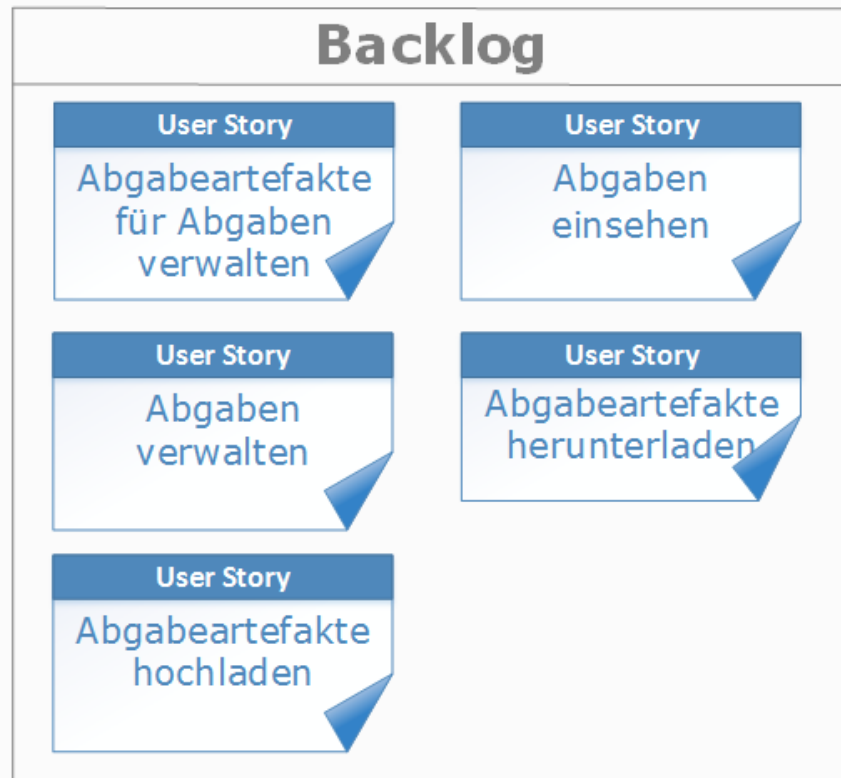 Backlog
User Story
Abgabeartefakte
für Abgaben
verwalten
User Story
Abgaben
einsehen
User Story
Abgaben
verwalten
User Story
Abgabeartefakte
herunterladen
User Story
Abgabeartefakte
hochladen